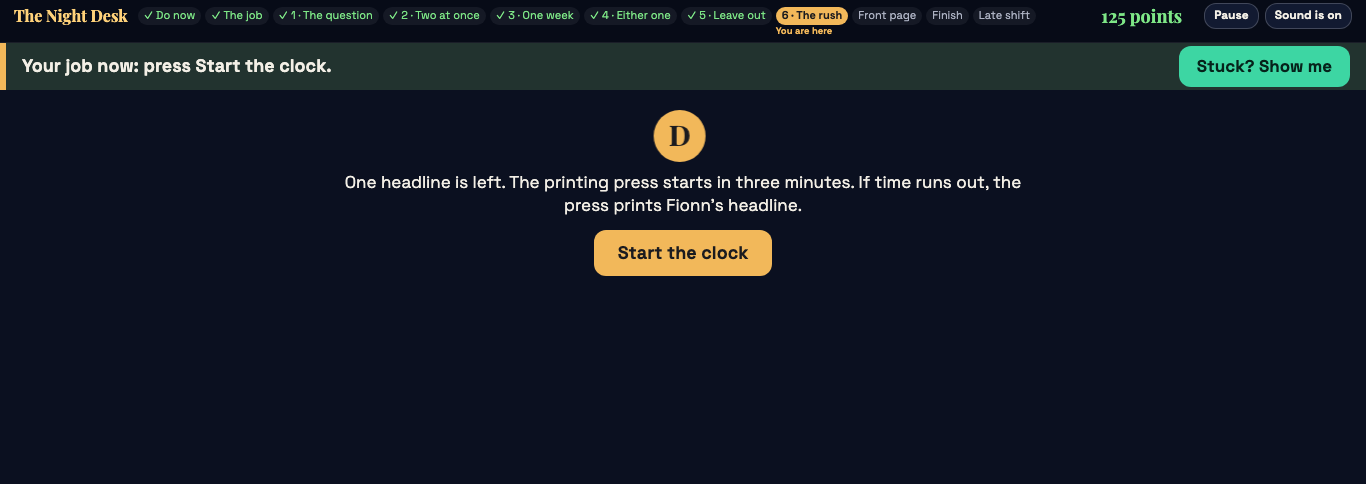 The Night Desk
✓ Do now
✓ The job
✓ 1 · The question
✓ 2 · Two at once
✓ 3 · One week
✓ 4 · Either one
✓ 5 · Leave out
6 · The rush
Front page
Finish
Late shift
You are here
125 points
Pause
Sound is on
Your job now: press Start the clock.
Stuck? Show me
D
One headline is left. The printing press starts in three minutes. If time runs out, the
press prints Fionn's headline.
Start the clock